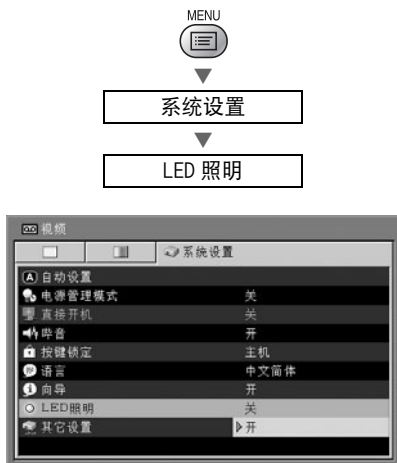 MENU
系统设置
LED 照明
视频
系统设置
A 自动设置
电源管理模式 关
直接开机 关
哔音 开
按键锁定 主机
语言 中文简体
向导 开
LED照明 关
其它设置 开